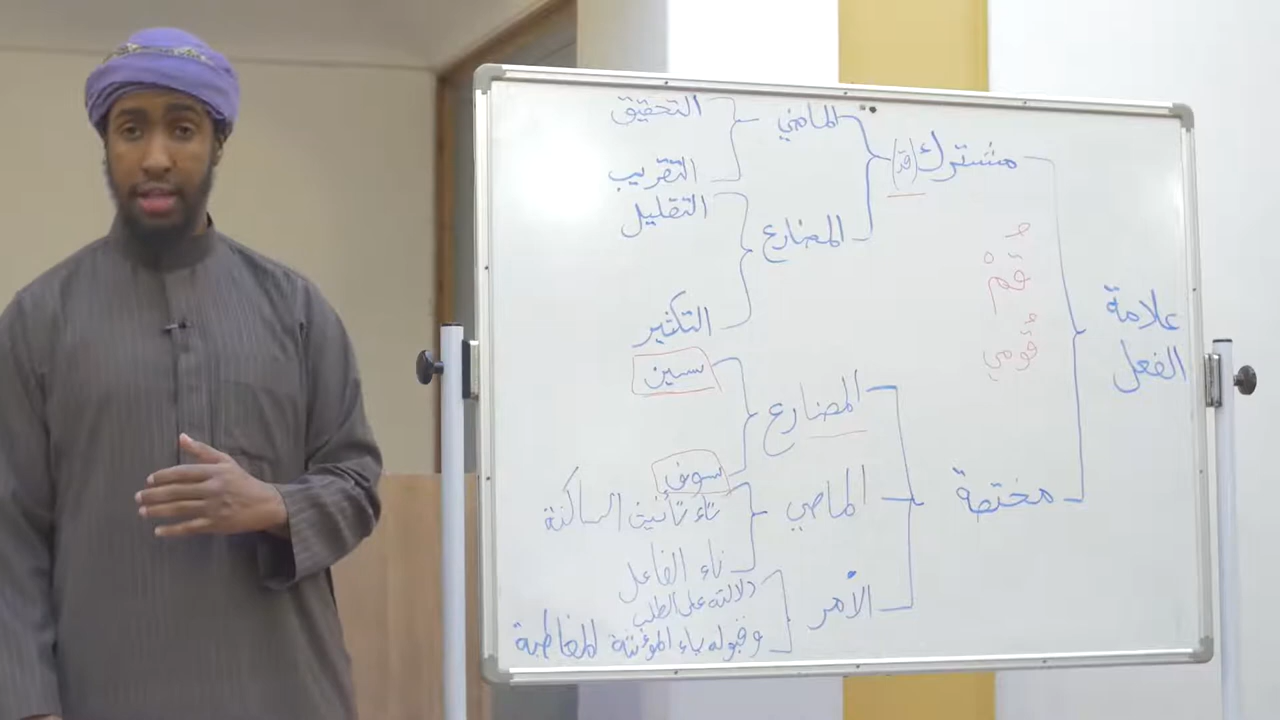 علامة
الفعل
مشترك (قد)
الماضي
التحقيق
التقريب
المضارع
التقليل
التكثير
قُمْ
قُومي
مختصة
المضارع
سين
سوف
الماضي
تاء تأنيث الساكنة
تاء الفاعل
الأمر
دلالته على الطلب
وقبوله ياء المؤنثة المخاطبة